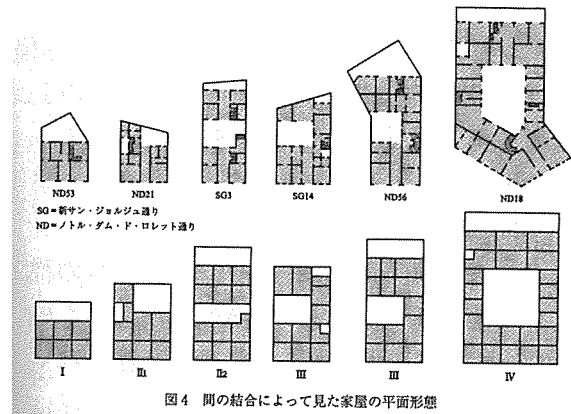 ND53 ND21 SG3 SG14 ND56 ND18
SG=新サン・ジョルジュ通り
ND=ノトル・ダム・ド・ロレット通り
I II1 II2 III III IV
図4 間の結合によって見た家屋の平面形態